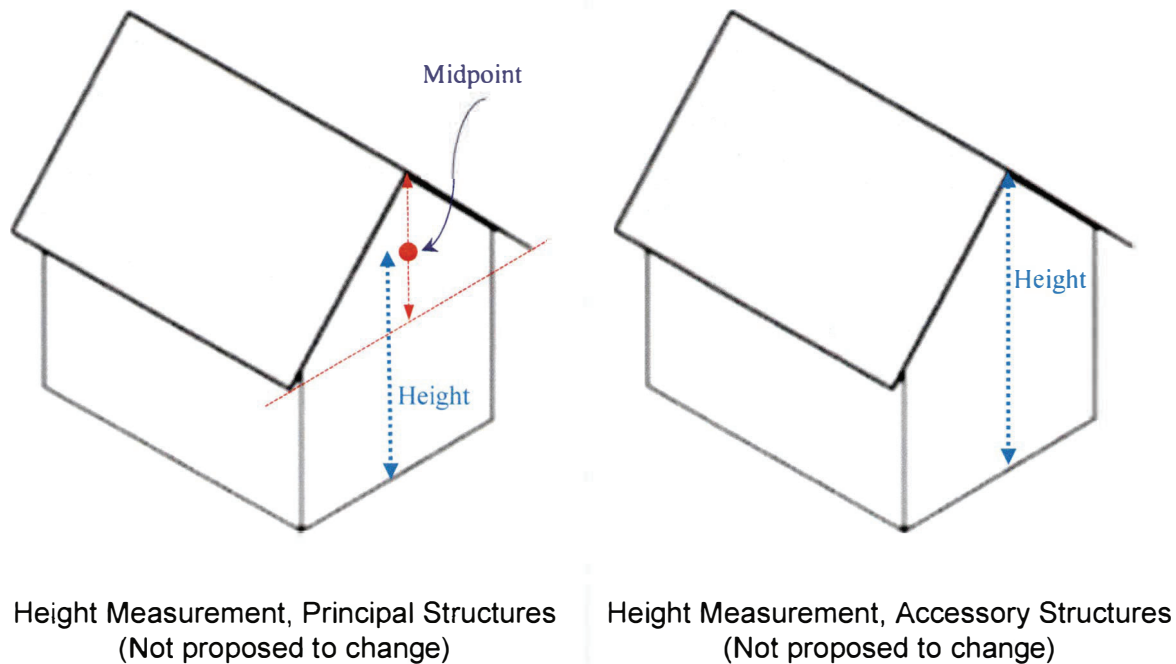 Midpoint
Height
Height
Height Measurement, Principal Structures
(Not proposed to change)
Height Measurement, Accessory Structures
(Not proposed to change)